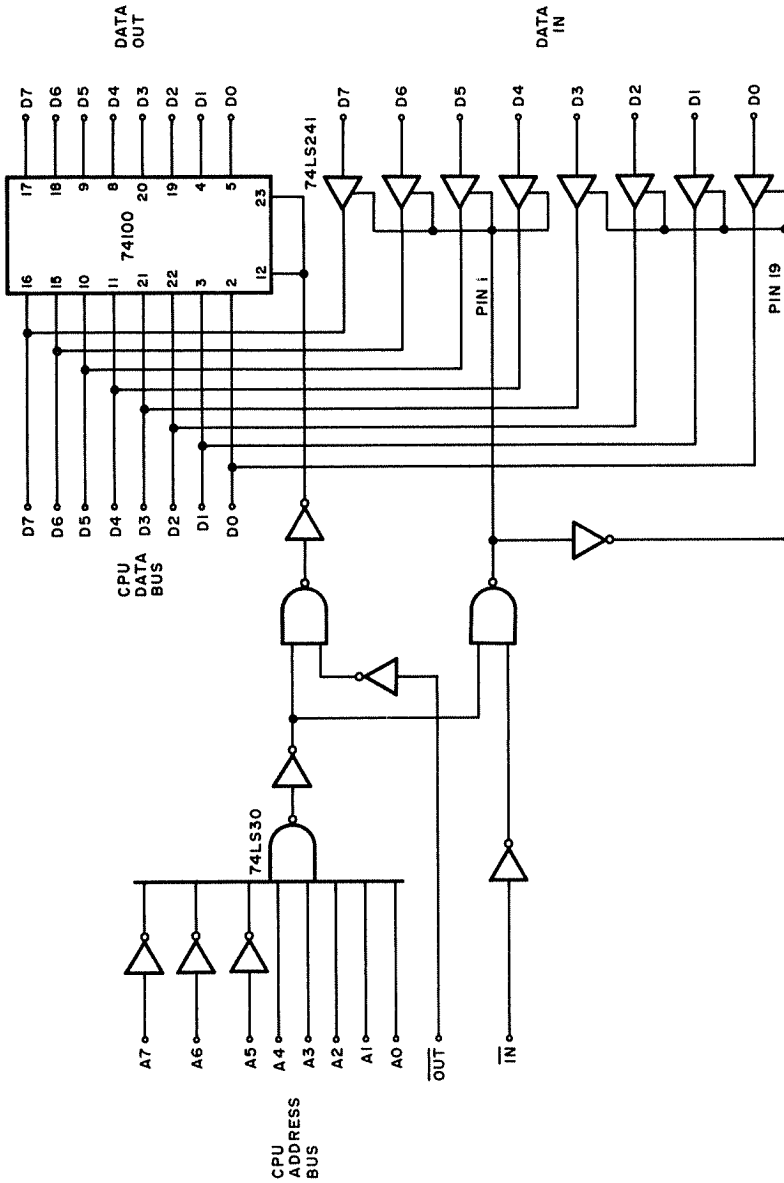 DATA
OUT
D7
D6
D5
D4
D3
D2
D1
D0
17
18
9
8
20
19
4
5
23
74100
16
15
10
11
21
22
3
2
12
D7
D6
D5
D4
D3
D2
D1
D0
CPU
DATA
BUS
DATA
IN
D7
D6
D5
D4
D3
D2
D1
D0
74LS241
PIN 1
PIN 19
74LS30
A7
A6
A5
A4
A3
A2
A1
A0
OUT
IN
CPU
ADDRESS
BUS